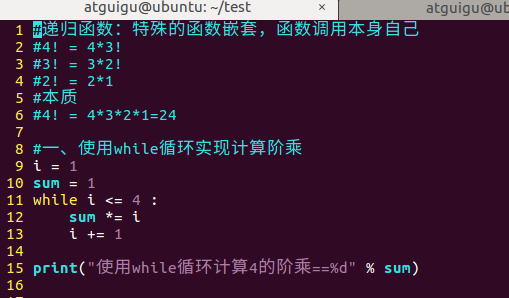 atguigu@ubuntu: ~/test × atguigu@ub
1 #递归函数：特殊的函数嵌套，函数调用本身自己
2 #4! = 4*3!
3 #3! = 3*2!
4 #2! = 2*1
5 #本质
6 #4! = 4*3*2*1=24
7
8 #一、使用while循环实现计算阶乘
9 i = 1
10 sum = 1
11 while i <= 4 :
12     sum *= i
13     i += 1
14
15 print("使用while循环计算4的阶乘==%d" % sum)
16